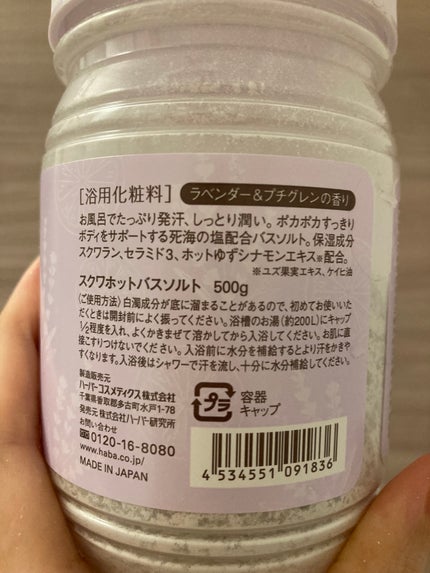 [浴用化粧料] ラベンダー&プチグレンの香り
お風呂でたっぷり発汗、しっとり潤い。ポカポカすっきり
ボディをサポートする死海の塩配合バスソルト。保湿成分
スクワラン、セラミド3、ホットゆずシナモンエキス※配合。
※ユズ果実エキス、ケイヒ油
スクワホットバスソルト 500g
〈ご使用方法〉白濁成分が底に溜まることがあるので、初めてお使いいた
だくときは開封前によく振ってください。浴槽のお湯(約200L)にキャップ
1/2程度を入れ、よくかきまぜて溶かしてから入浴してください。お肌に直
接こすりつけないでください。入浴前に水分を補給するとより汗をかきや
すくなります。入浴後はシャワーで汗を流し、十分に水分補給してください。
製造販売元
ハーバーコスメティクス株式会社
千葉県香取郡多古町水戸1-78
発売元 株式会社ハーバー研究所
お問い合わせ
0120-16-8080
www.haba.co.jp/
MADE IN JAPAN
プラ
容器
キャップ
4 534551 091836